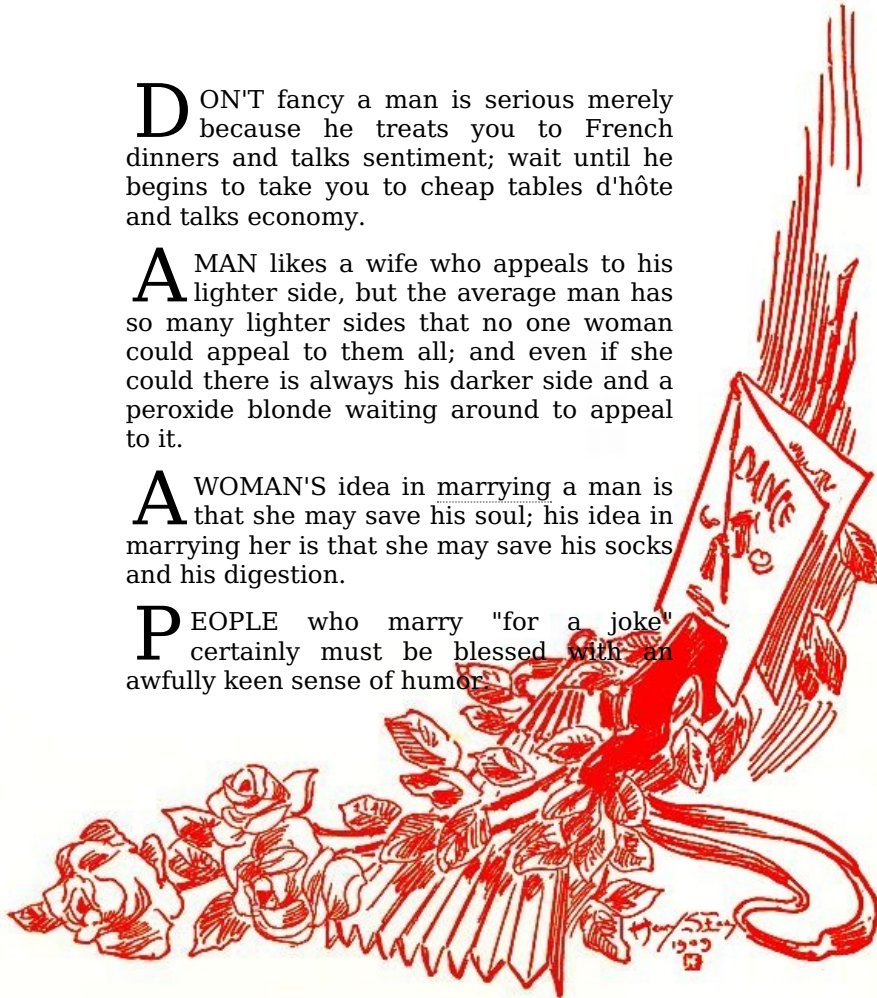 DON'T fancy a man is serious merely
because he treats you to French
dinners and talks sentiment; wait until he
begins to take you to cheap tables d'hôte
and talks economy.
A MAN likes a wife who appeals to his
lighter side, but the average man has
so many lighter sides that no one woman
could appeal to them all; and even if she
could there is always his darker side and a
peroxide blonde waiting around to appeal
to it.
A WOMAN'S idea in marrying a man is
that she may save his soul; his idea in
marrying her is that she may save his socks
and his digestion.
PEOPLE who marry "for a joke"
certainly must be blessed with an
awfully keen sense of humor.
DANCE
1909